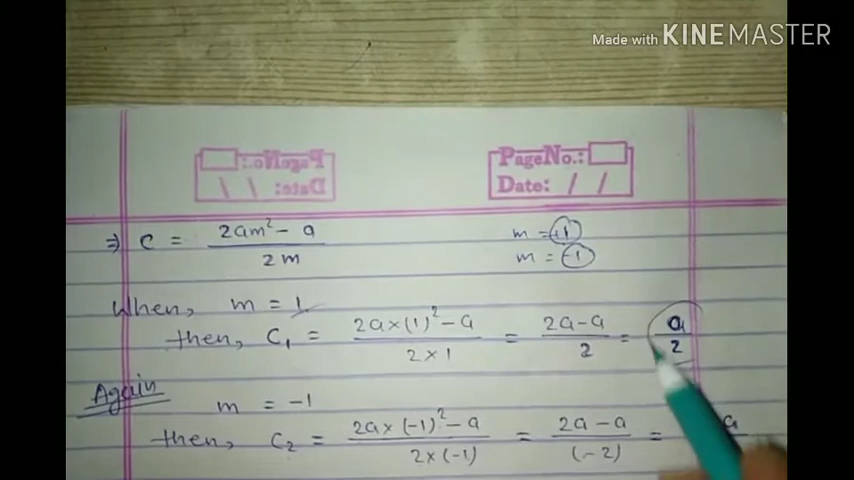 Made with KINEMASTER
PageNo.:
Date: / /
⇒ c = (2am² - a) / 2m
m = +1
m = -1
When, m = 1
then, C₁ = (2a×(1)² - a) / (2×1) = (2a-a) / 2 = a/2
Again
m = -1
then, C₂ = (2a×(-1)² - a) / (2×(-1)) = (2a-a) / (-2) = a